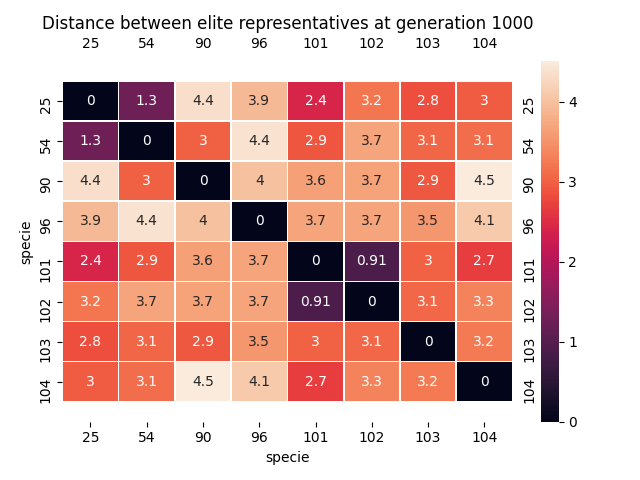 Distance between elite representatives at generation 1000
25 54 90 96 101 102 103 104
25 0 1.3 4.4 3.9 2.4 3.2 2.8 3 25
54 1.3 0 3 4.4 2.9 3.7 3.1 3.1 54
90 4.4 3 0 4 3.6 3.7 2.9 4.5 90
96 3.9 4.4 4 0 3.7 3.7 3.5 4.1 96
101 2.4 2.9 3.6 3.7 0 0.91 3 2.7 101
102 3.2 3.7 3.7 3.7 0.91 0 3.1 3.3 102
103 2.8 3.1 2.9 3.5 3 3.1 0 3.2 103
104 3 3.1 4.5 4.1 2.7 3.3 3.2 0 104
25 54 90 96 101 102 103 104
specie
specie
4
3
2
1
0